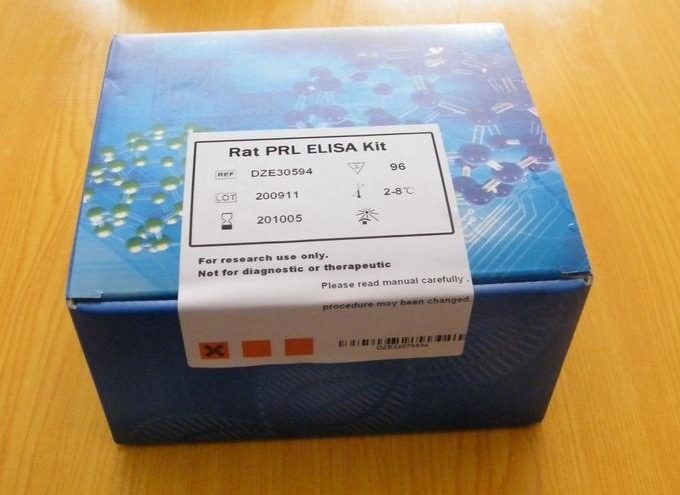 Rat PRL ELISA Kit
REF DZE30594 96
LOT 200911 2-8℃
201005
For research use only.
Not for diagnostic or therapeutic
Please read manual carefully.
procedure may bean changed.